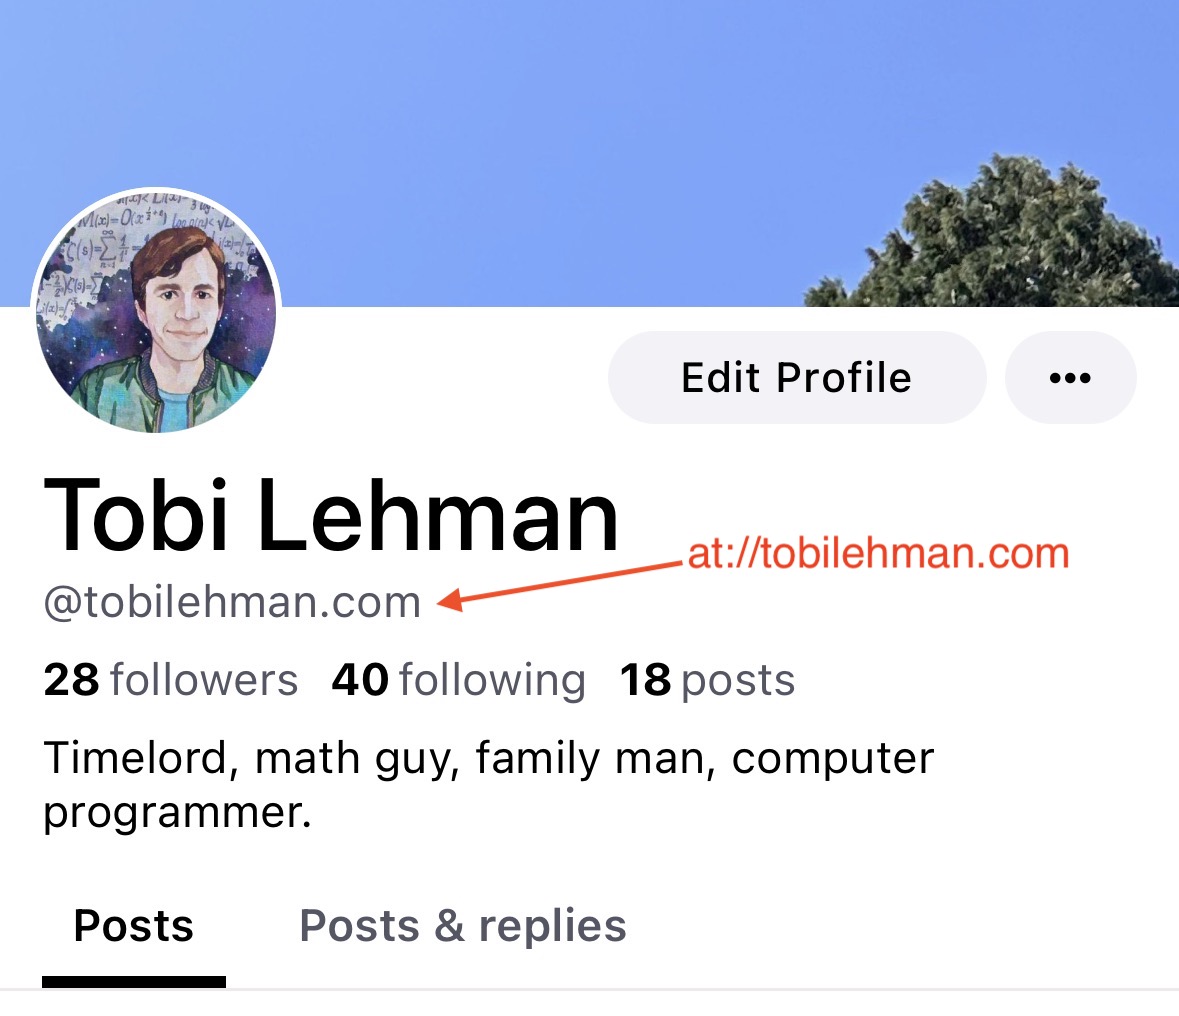 M(x)=O(x
ζ(s)=∑
Edit Profile
•••
Tobi Lehman
at://tobilehman.com
@tobilehman.com
28 followers 40 following 18 posts
Timelord, math guy, family man, computer
programmer.
Posts Posts & replies